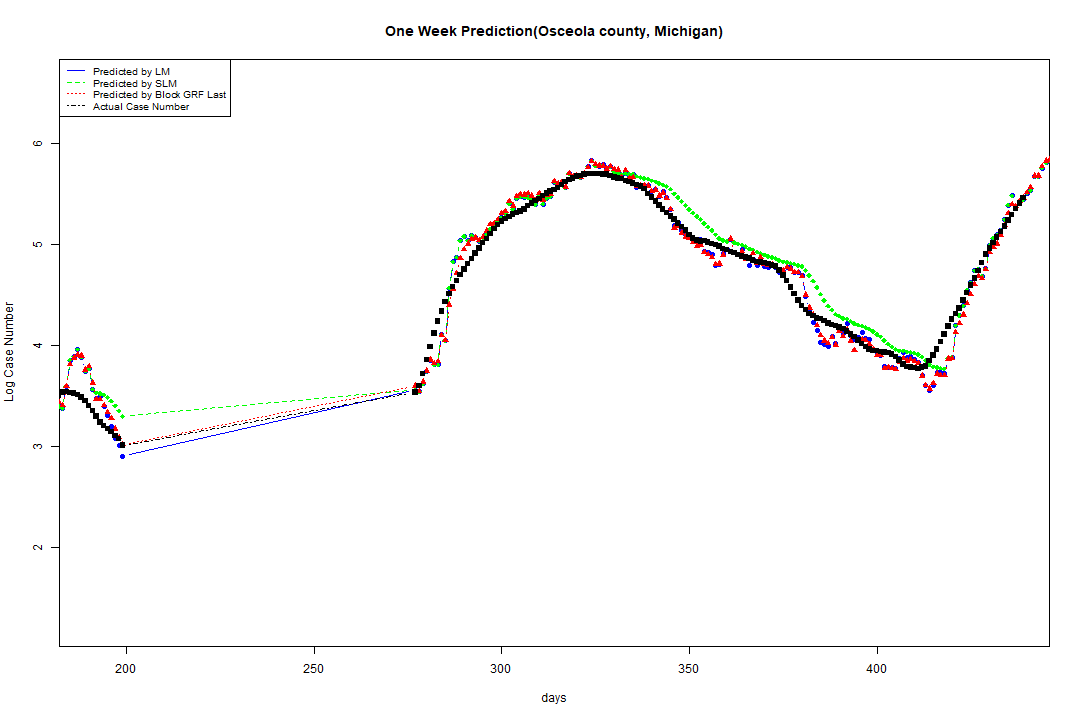 One Week Prediction(Osceola county, Michigan)
Predicted by LM
Predicted by SLM
Predicted by Block GRF Last
Actual Case Number
6
5
4
3
2
Log Case Number
200 250 300 350 400
days